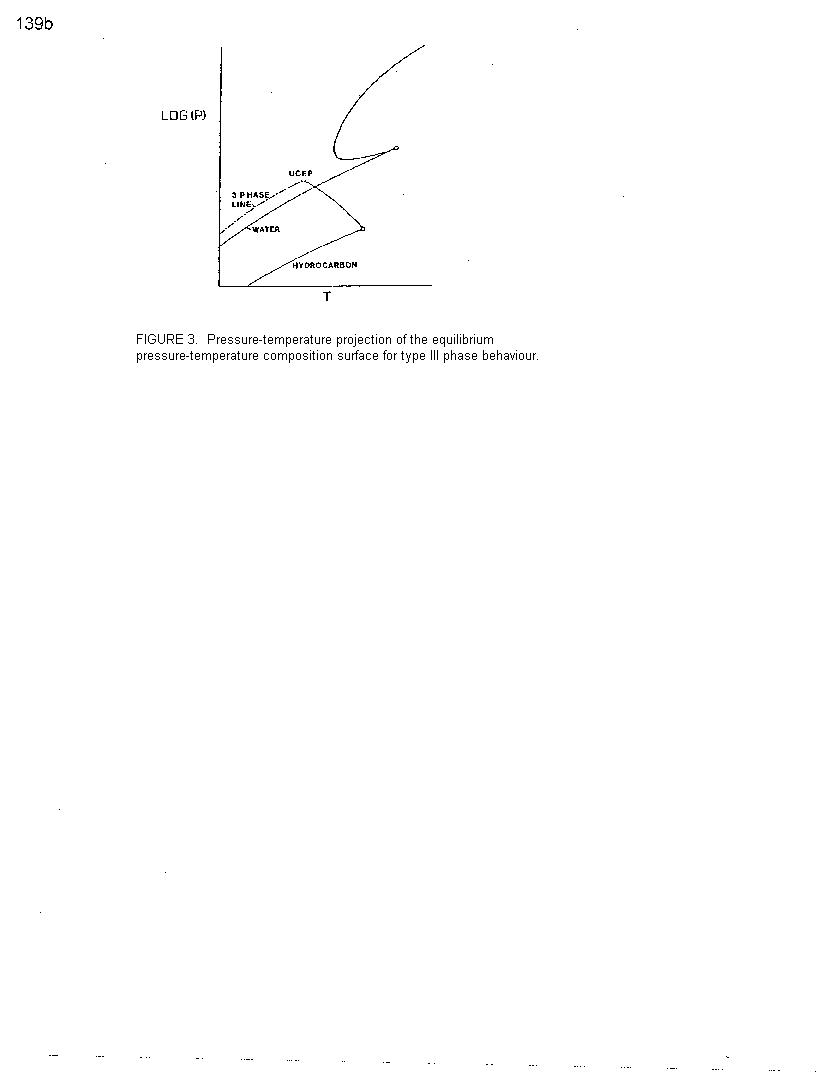 139b
LOG (P)
UCEP
3 PHASE
LINE
WATER
HYDROCARBON
T
FIGURE 3. Pressure-temperature projection of the equilibrium
pressure-temperature composition surface for type III phase behaviour.